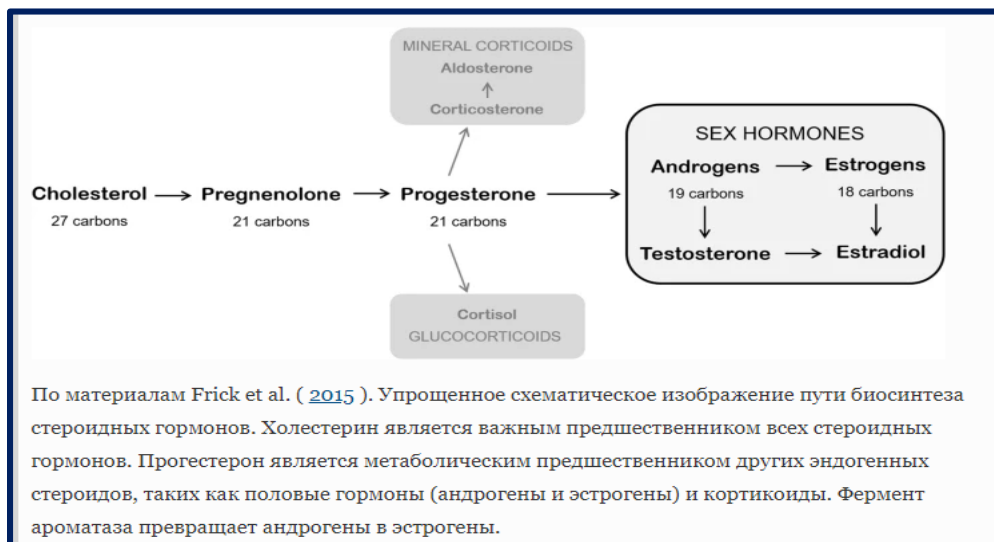 MINERAL CORTICOIDS
Aldosterone
Corticosterone
SEX HORMONES
Androgens
Estrogens
19 carbons
18 carbons
Cholesterol
Pregnenolone
Progesterone
27 carbons
21 carbons
21 carbons
Testosterone
Estradiol
Cortisol
GLUCOCORTICOIDS
По материалам Frick et al. ( 2015 ). Упрощенное схематическое изображение пути биосинтеза
стероидных гормонов. Холестерин является важным предшественником всех стероидных
гормонов. Прогестерон является метаболическим предшественником других эндогенных
стероидов, таких как половые гормоны (андрогены и эстрогены) и кортикоиды. Фермент
ароматаза превращает андрогены в эстрогены.